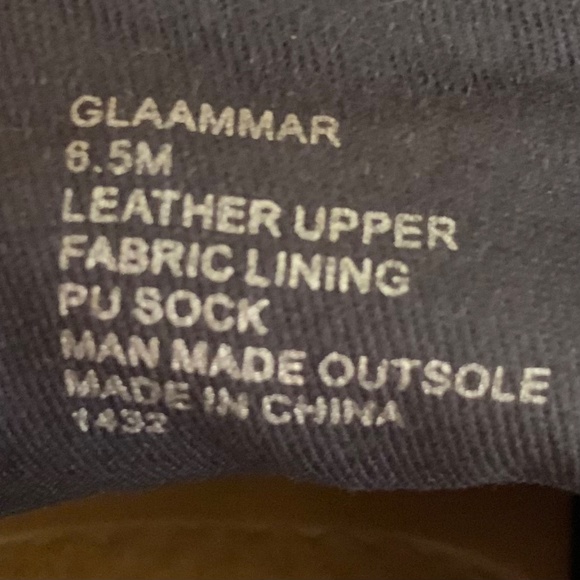 GLAAMMAR
6.5M
LEATHER UPPER
FABRIC LINING
PU SOCK
MAN MADE OUTSOLE
MADE IN CHINA
1432